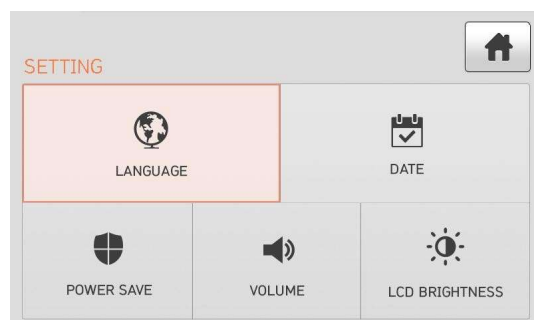 SETTING
LANGUAGE
DATE
POWER SAVE
VOLUME
LCD BRIGHTNESS